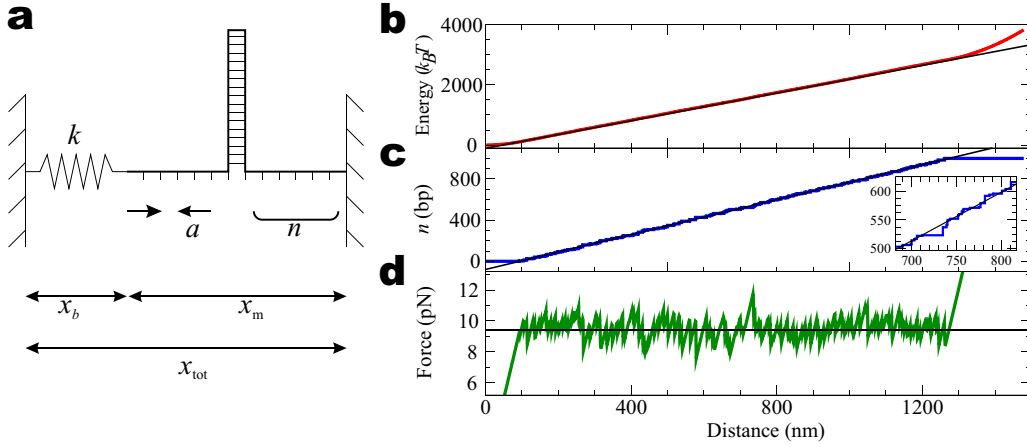 a
k
a
n
x_b
x_m
x_tot
b
Energy (k_BT)
4000
2000
0
c
n (bp)
800
400
0
600
550
500
700
750
800
d
Force (pN)
12
10
8
6
0
400
800
1200
Distance (nm)